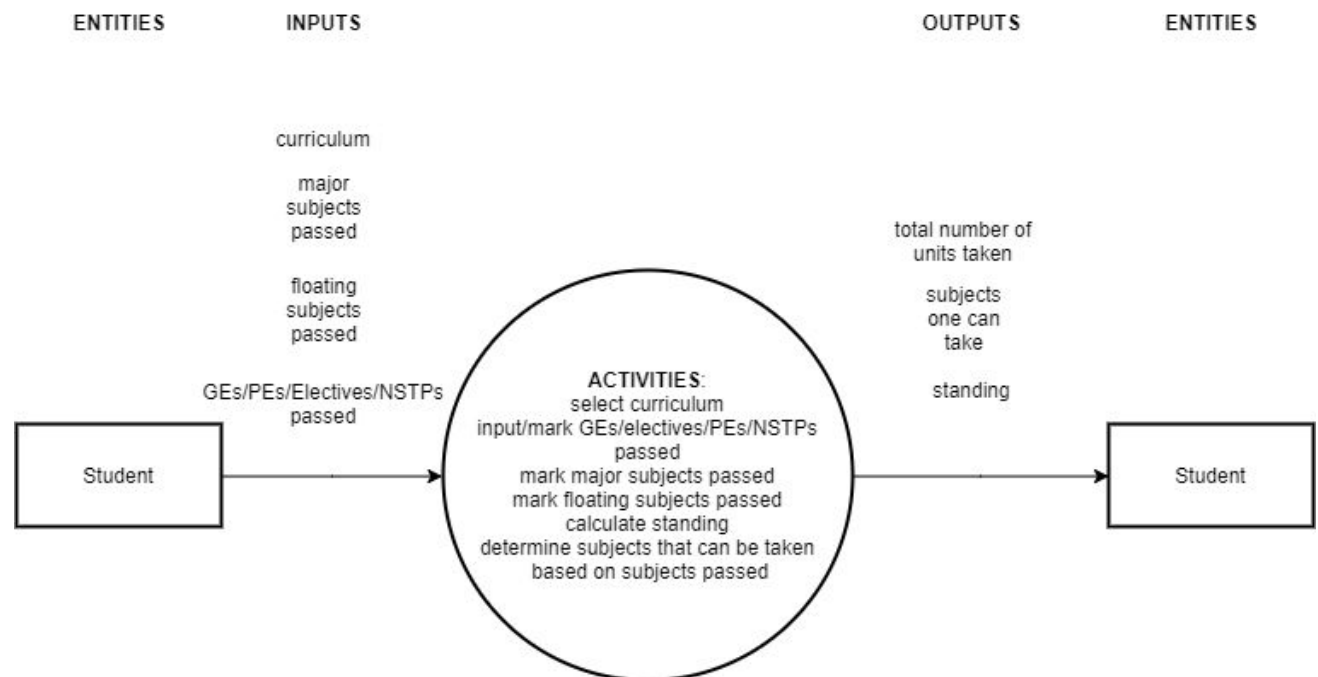 ENTITIES
INPUTS
OUTPUTS
ENTITIES
curriculum
major
subjects
passed
floating
subjects
passed
GEs/PEs/Electives/NSTPs
passed
Student
ACTIVITIES:
select curriculum
input/mark GEs/electives/PEs/NSTPs
passed
mark major subjects passed
mark floating subjects passed
calculate standing
determine subjects that can be taken
based on subjects passed
total number of
units taken
subjects
one can
take
standing
Student